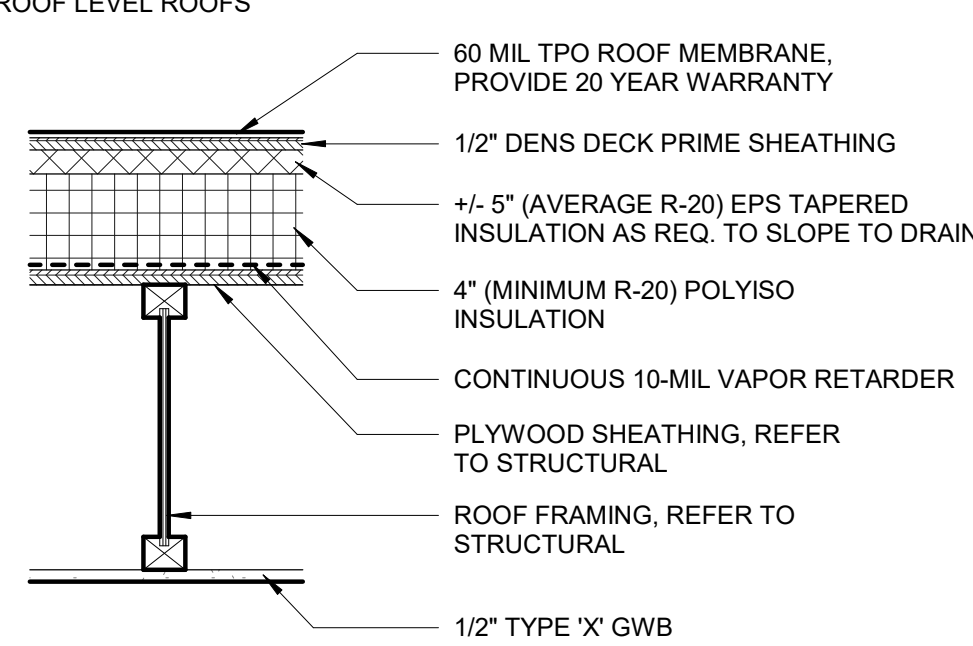 ROOF LEVEL ROOFS
60 MIL TPO ROOF MEMBRANE,
PROVIDE 20 YEAR WARRANTY
1/2" DENS DECK PRIME SHEATHING
+/- 5" (AVERAGE R-20) EPS TAPERED
INSULATION AS REQ. TO SLOPE TO DRAIN
4" (MINIMUM R-20) POLYISO
INSULATION
CONTINUOUS 10-MIL VAPOR RETARDER
PLYWOOD SHEATHING, REFER
TO STRUCTURAL
ROOF FRAMING, REFER TO
STRUCTURAL
1/2" TYPE 'X' GWB